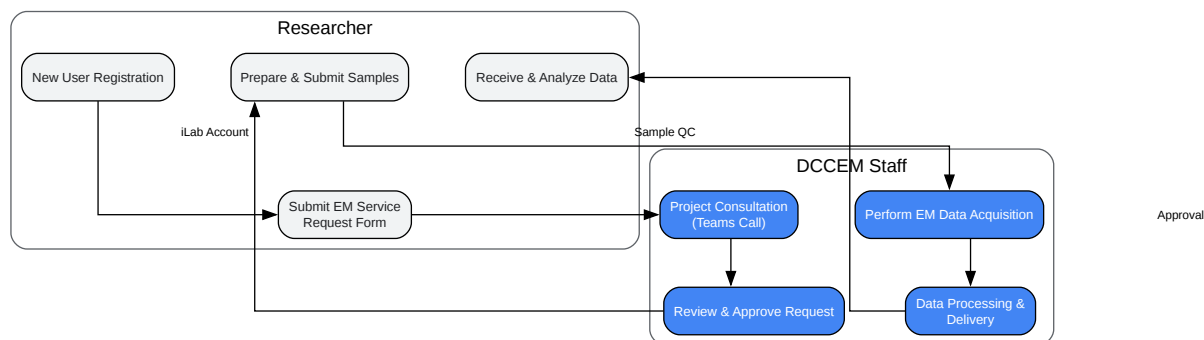 Researcher
New User Registration
Prepare & Submit Samples
Receive & Analyze Data
iLab Account
Sample QC
DCCEM Staff
Submit EM Service
Request Form
Project Consultation
(Teams Call)
Perform EM Data Acquisition
Approval
Review & Approve Request
Data Processing &
Delivery